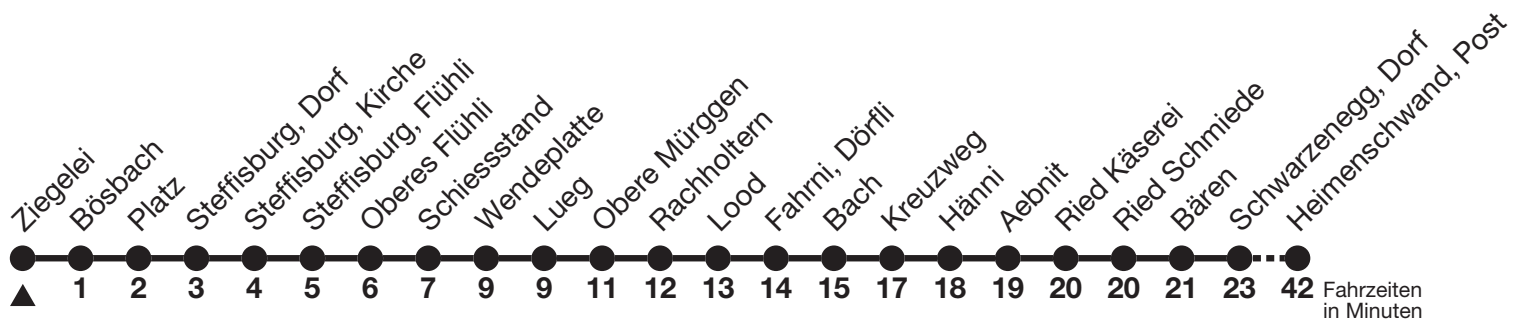 Ziegelei
Bösbach
Platz
Steffisburg, Dorf
Steffisburg, Kirche
Steffisburg, Flühli
Oberes Flühli
Schiessstand
Wendeplatte
Lueg
Obere Mürggen
Rachholtern
Lood
Fahrni, Dörfli
Bach
Kreuzweg
Hänni
Aebnit
Ried Käserei
Ried Schmiede
Bären
Schwarzenegg, Dorf
Heimenschwand, Post
1 2 3 4 5 6 7 9 9 11 12 13 14 15 17 18 19 20 20 21 23 42 Fahrzeiten
in Minuten